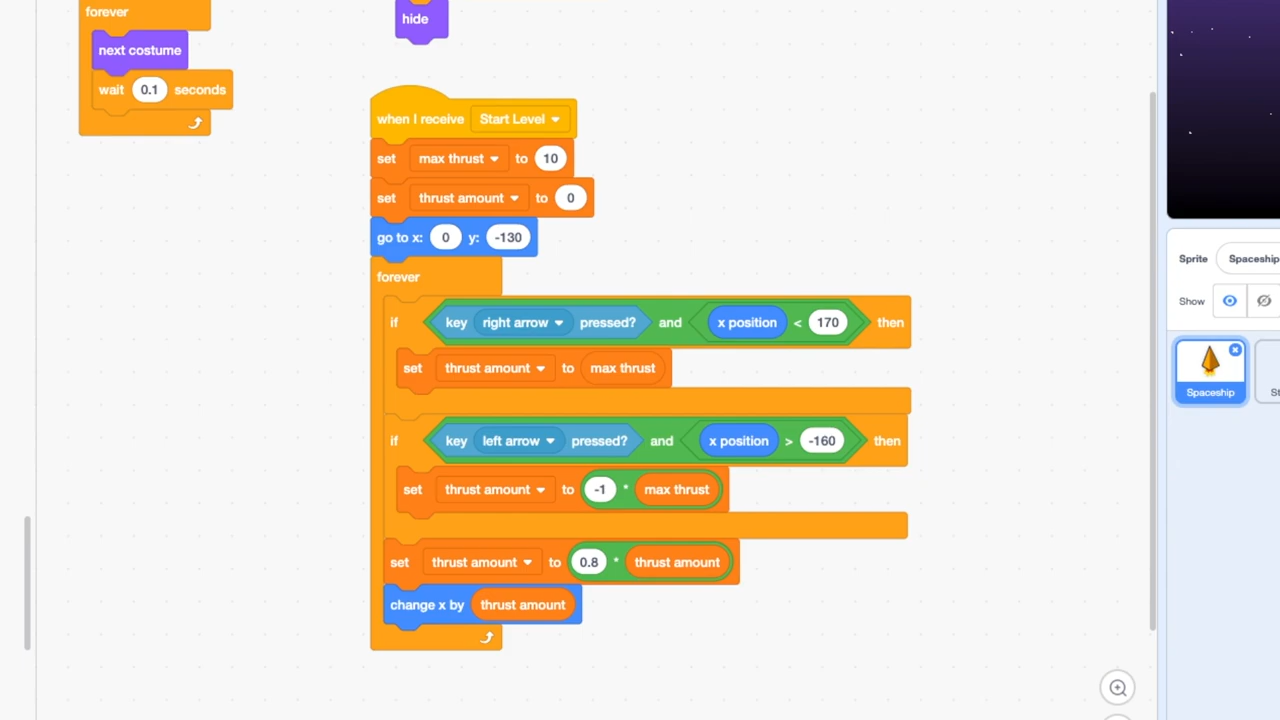 forever
next costume
wait 0.1 seconds
hide
when I receive Start Level
set max thrust to 10
set thrust amount to 0
go to x: 0 y: -130
forever
if key right arrow pressed? and x position < 170 then
set thrust amount to max thrust
if key left arrow pressed? and x position > -160 then
set thrust amount to -1 * max thrust
set thrust amount to 0.8 * thrust amount
change x by thrust amount
Sprite Spaceship
Show
Spaceship
St